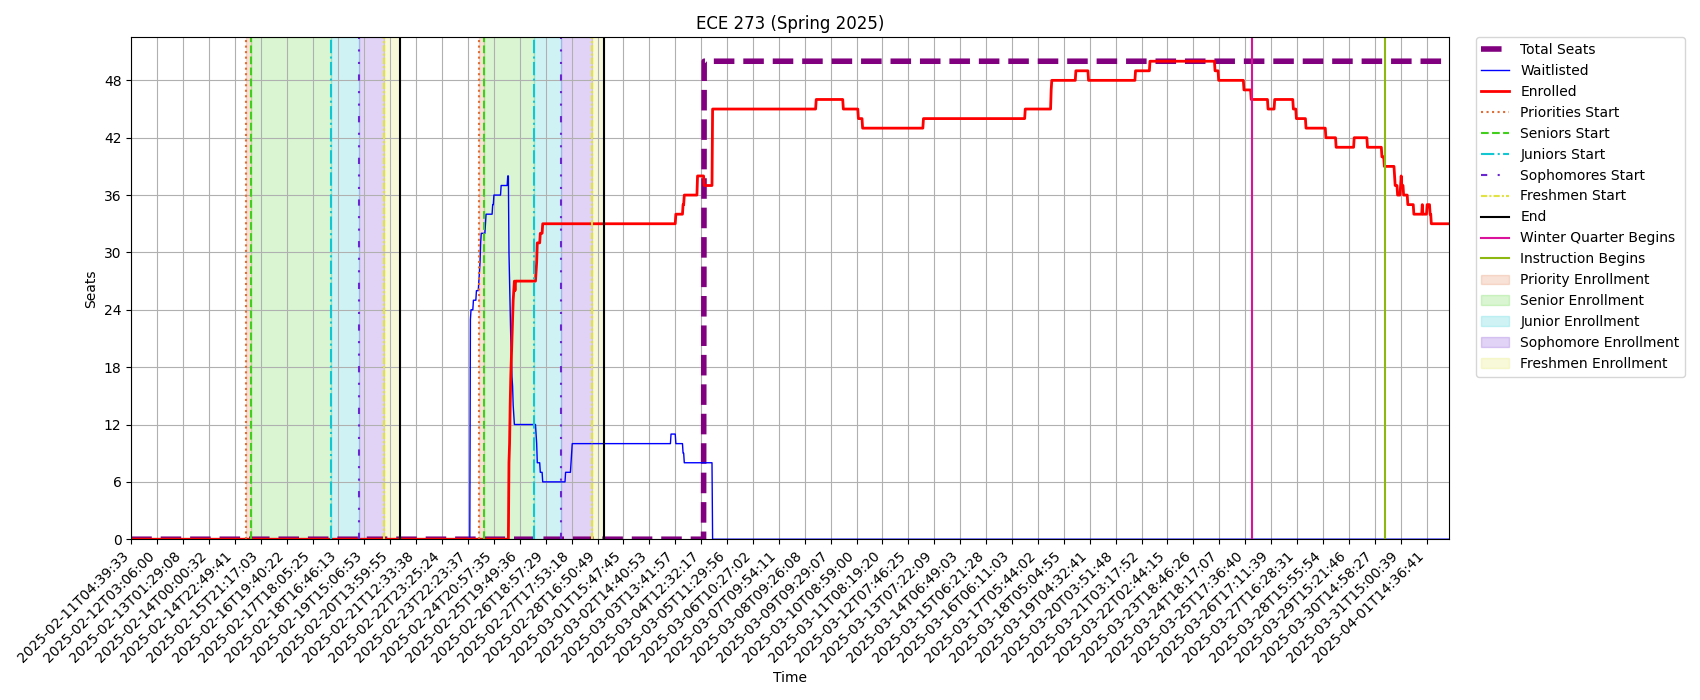 ECE 273 (Spring 2025)
Seats
48
42
36
30
24
18
12
6
0
2025-02-11T04:39:33
2025-02-12T03:06:00
2025-02-13T01:29:08
2025-02-14T00:00:32
2025-02-14T22:49:41
2025-02-15T21:17:03
2025-02-16T19:40:22
2025-02-17T18:05:25
2025-02-18T16:46:13
2025-02-19T15:06:53
2025-02-20T13:59:55
2025-02-21T12:33:38
2025-02-22T23:25:24
2025-02-23T22:23:37
2025-02-24T20:57:35
2025-02-25T19:49:36
2025-02-26T18:57:29
2025-02-27T17:53:18
2025-02-28T16:50:49
2025-03-01T15:47:45
2025-03-02T14:40:53
2025-03-03T13:41:57
2025-03-04T12:32:17
2025-03-05T11:29:56
2025-03-06T10:27:02
2025-03-07T09:54:11
2025-03-08T09:26:08
2025-03-09T09:29:07
2025-03-10T08:59:00
2025-03-11T08:19:20
2025-03-12T07:46:25
2025-03-13T07:22:09
2025-03-14T06:49:03
2025-03-15T06:21:28
2025-03-16T06:11:03
2025-03-17T05:44:02
2025-03-18T05:04:55
2025-03-19T04:32:41
2025-03-20T03:51:48
2025-03-21T03:17:52
2025-03-22T02:44:15
2025-03-23T18:46:26
2025-03-24T18:17:07
2025-03-25T17:36:40
2025-03-26T17:11:39
2025-03-27T16:28:31
2025-03-28T15:55:54
2025-03-29T15:21:46
2025-03-30T14:58:27
2025-03-31T15:00:39
2025-04-01T14:36:41
Time
Total Seats
Waitlisted
Enrolled
Priorities Start
Seniors Start
Juniors Start
Sophomores Start
Freshmen Start
End
Winter Quarter Begins
Instruction Begins
Priority Enrollment
Senior Enrollment
Junior Enrollment
Sophomore Enrollment
Freshmen Enrollment